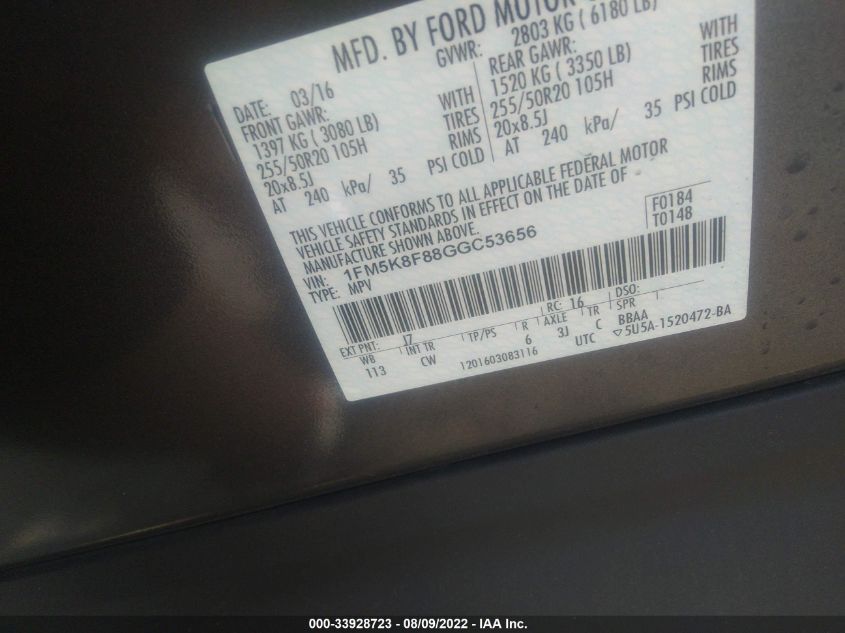 MFD. BY FORD MOTOR
DATE: 03/16
GVWR: 2803 KG ( 6180 LB)
FRONT GAWR:
1397 KG ( 3080 LB) WITH
255/50R20 105H TIRES
20x8.5J RIMS
AT 240 kPa/ 35 PSI COLD
REAR GAWR:
1520 KG ( 3350 LB) WITH
255/50R20 105H TIRES
20x8.5J RIMS
AT 240 kPa/ 35 PSI COLD
THIS VEHICLE CONFORMS TO ALL APPLICABLE FEDERAL MOTOR
VEHICLE SAFETY STANDARDS IN EFFECT ON THE DATE OF
MANUFACTURE SHOWN ABOVE.
VIN: 1FM5K8F88GGC53656
TYPE: MPV
F0184
T0148
EXT PNT: J7 RC: 16 DSO:
WB INT TR TP/PS R AXLE TR SPR
113 CW 6 3J C BBAA
1201603083116 UTC ▽5U5A-1520472-BA
000-33928723 - 08/09/2022 - IAA Inc.